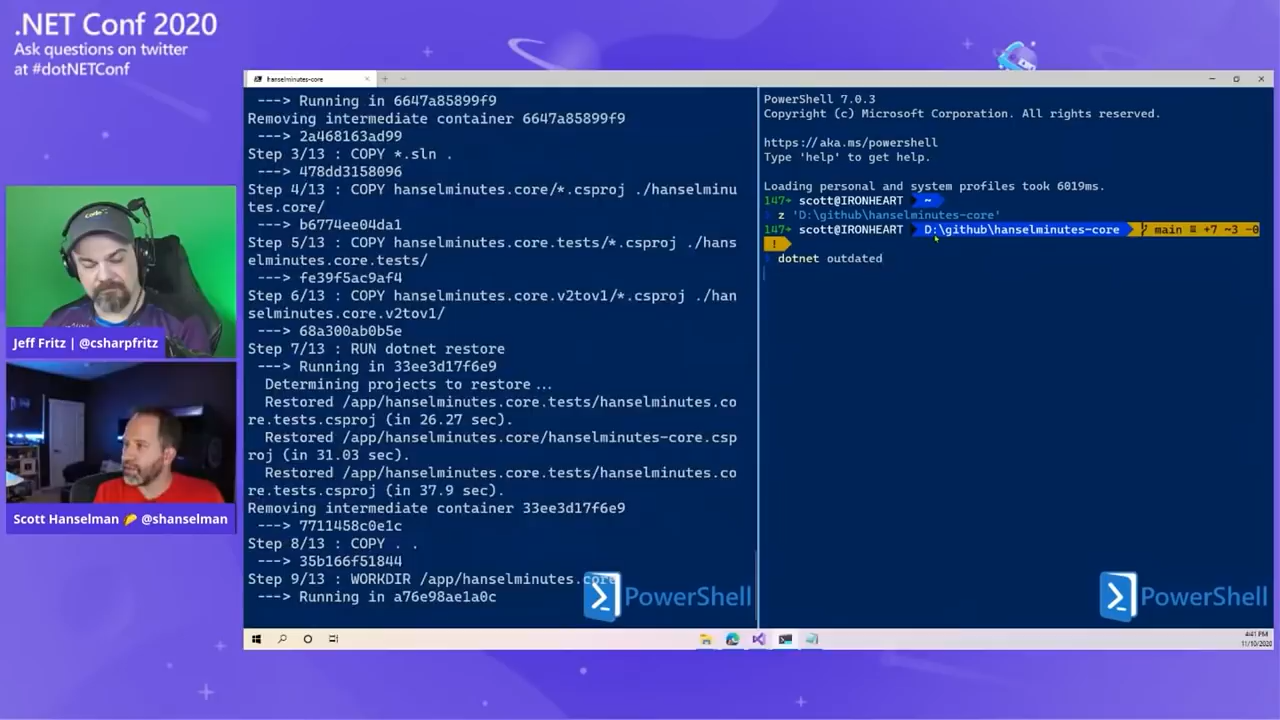 .NET Conf 2020
Ask questions on twitter
at #dotNETConf
hanselminutes-core
---> Running in 6647a85899f9
Removing intermediate container 6647a85899f9
---> 2a468163ad99
Step 3/13 : COPY *.sln .
---> 478dd3158096
Step 4/13 : COPY hanselminutes.core/*.csproj ./hanselminu
tes.core/
---> b6774ee04da1
Step 5/13 : COPY hanselminutes.core.tests/*.csproj ./hans
elminutes.core.tests/
---> fe39f5ac9af4
Step 6/13 : COPY hanselminutes.core.v2tov1/*.csproj ./han
selminutes.core.v2tov1/
---> 68a300ab0b5e
Step 7/13 : RUN dotnet restore
---> Running in 33ee3d17f6e9
Determining projects to restore...
Restored /app/hanselminutes.core.tests/hanselminutes.co
re.tests.csproj (in 26.27 sec).
Restored /app/hanselminutes.core/hanselminutes-core.csp
roj (in 31.03 sec).
Restored /app/hanselminutes.core.tests/hanselminutes.co
re.tests.csproj (in 37.9 sec).
Removing intermediate container 33ee3d17f6e9
---> 7711458c0e1c
Step 8/13 : COPY . .
---> 35b166f51844
Step 9/13 : WORKDIR /app/hanselminutes.core
---> Running in a76e98ae1a0c
PowerShell
PowerShell 7.0.3
Copyright (c) Microsoft Corporation. All rights reserved.
https://aka.ms/powershell
Type 'help' to get help.
Loading personal and system profiles took 6019ms.
147+ scott@IRONHEART ~
z 'D:\github\hanselminutes-core'
147+ scott@IRONHEART D:\github\hanselminutes-core main ≡ +7 ~3 -0
!
dotnet outdated
PowerShell
Code
Jeff Fritz | @csharpfritz
Scott Hanselman 🌮 @shanselman
4:41 PM
11/10/2020